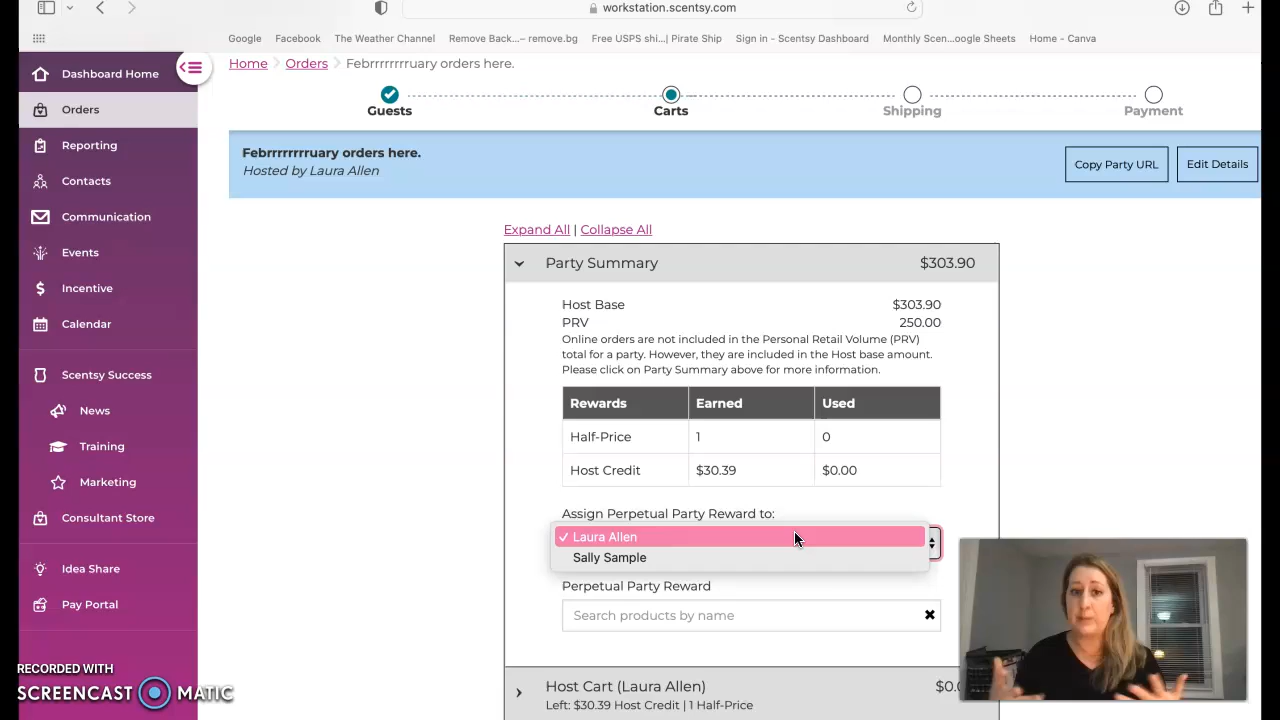 workstation.scentsy.com
Google Facebook The Weather Channel Remove Back...– remove.bg Free USPS shi...| Pirate Ship Sign in - Scentsy Dashboard Monthly Scen...oogle Sheets Home - Canva
Dashboard Home
Orders
Reporting
Contacts
Communication
Events
Incentive
Calendar
Scentsy Success
News
Training
Marketing
Consultant Store
Idea Share
Pay Portal
Home > Orders > Febrrrrrrruary orders here.
Guests Carts Shipping Payment
Febrrrrrrruary orders here.
Hosted by Laura Allen
Copy Party URL Edit Details
Expand All | Collapse All
Party Summary $303.90
Host Base $303.90
PRV 250.00
Online orders are not included in the Personal Retail Volume (PRV)
total for a party. However, they are included in the Host base amount.
Please click on Party Summary above for more information.
Rewards Earned Used
Half-Price 1 0
Host Credit $30.39 $0.00
Assign Perpetual Party Reward to:
✓ Laura Allen
Sally Sample
Perpetual Party Reward
Search products by name
Host Cart (Laura Allen)
Left: $30.39 Host Credit | 1 Half-Price
RECORDED WITH
SCREENCAST MATIC